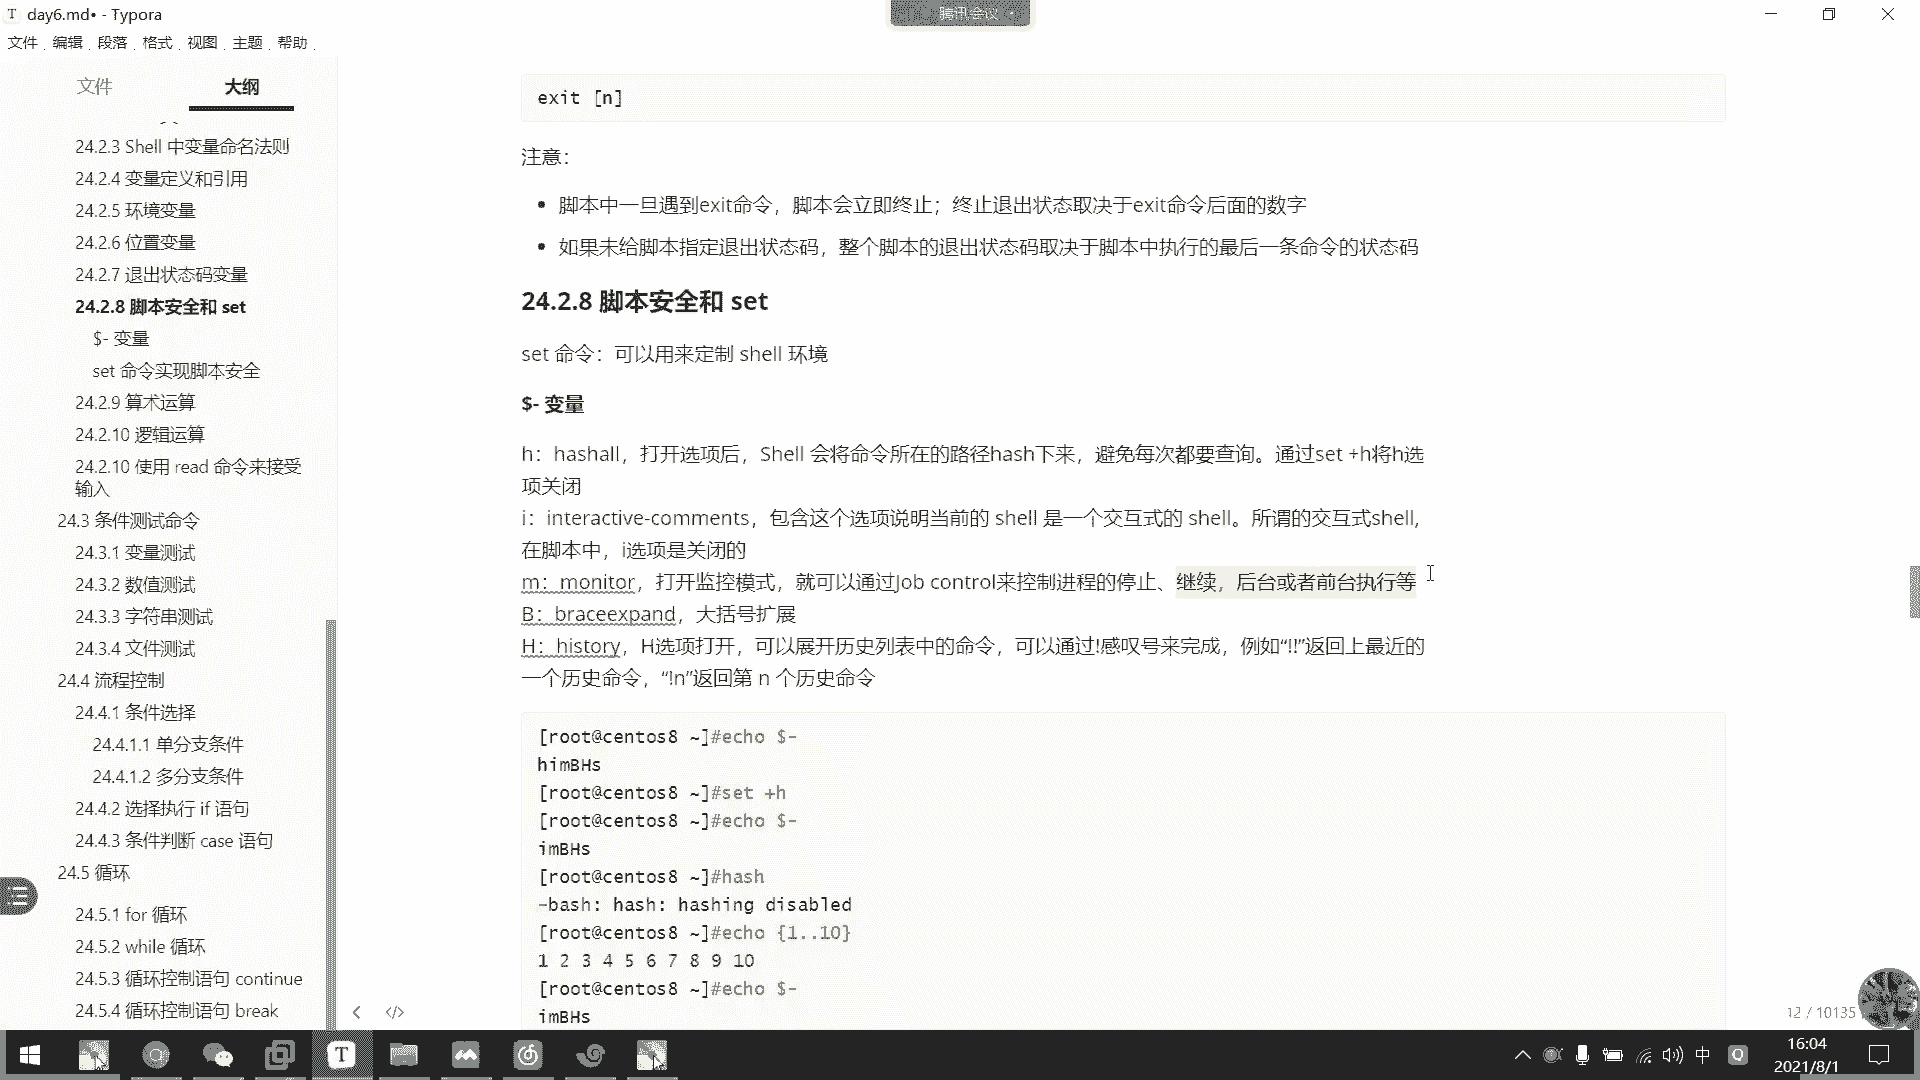 day6.md• - Typora
腾讯会议
文件 编辑 段落 格式 视图 主题 帮助
文件
大纲
24.2.3 Shell 中变量命名法则
24.2.4 变量定义和引用
24.2.5 环境变量
24.2.6 位置变量
24.2.7 退出状态码变量
24.2.8 脚本安全和 set
$- 变量
set 命令实现脚本安全
24.2.9 算术运算
24.2.10 逻辑运算
24.2.10 使用 read 命令来接受
输入
24.3 条件测试命令
24.3.1 变量测试
24.3.2 数值测试
24.3.3 字符串测试
24.3.4 文件测试
24.4 流程控制
24.4.1 条件选择
24.4.1.1 单分支条件
24.4.1.2 多分支条件
24.4.2 选择执行 if 语句
24.4.3 条件判断 case 语句
24.5 循环
24.5.1 for 循环
24.5.2 while 循环
24.5.3 循环控制语句 continue
24.5.4 循环控制语句 break
exit [n]
注意：
• 脚本中一旦遇到exit命令，脚本会立即终止；终止退出状态取决于exit命令后面的数字
• 如果未给脚本指定退出状态码，整个脚本的退出状态码取决于脚本中执行的最后一条命令的状态码
24.2.8 脚本安全和 set
set 命令：可以用来定制 shell 环境
$- 变量
h：hashall，打开选项后，Shell 会将命令所在的路径hash下来，避免每次都要查询。通过set +h将h选
项关闭
i：interactive-comments，包含这个选项说明当前的 shell 是一个交互式的 shell。所谓的交互式shell,
在脚本中，i选项是关闭的
m：monitor，打开监控模式，就可以通过Job control来控制进程的停止、继续，后台或者前台执行等
B：braceexpand，大括号扩展
H：history，H选项打开，可以展开历史列表中的命令，可以通过!感叹号来完成，例如“!!”返回上最近的
一个历史命令，“!n”返回第 n 个历史命令
[root@centos8 ~]#echo $-
himBHs
[root@centos8 ~]#set +h
[root@centos8 ~]#echo $-
imBHs
[root@centos8 ~]#hash
-bash: hash: hashing disabled
[root@centos8 ~]#echo {1..10}
1 2 3 4 5 6 7 8 9 10
[root@centos8 ~]#echo $-
imBHs
12 / 10135
中
16:04
2021/8/1